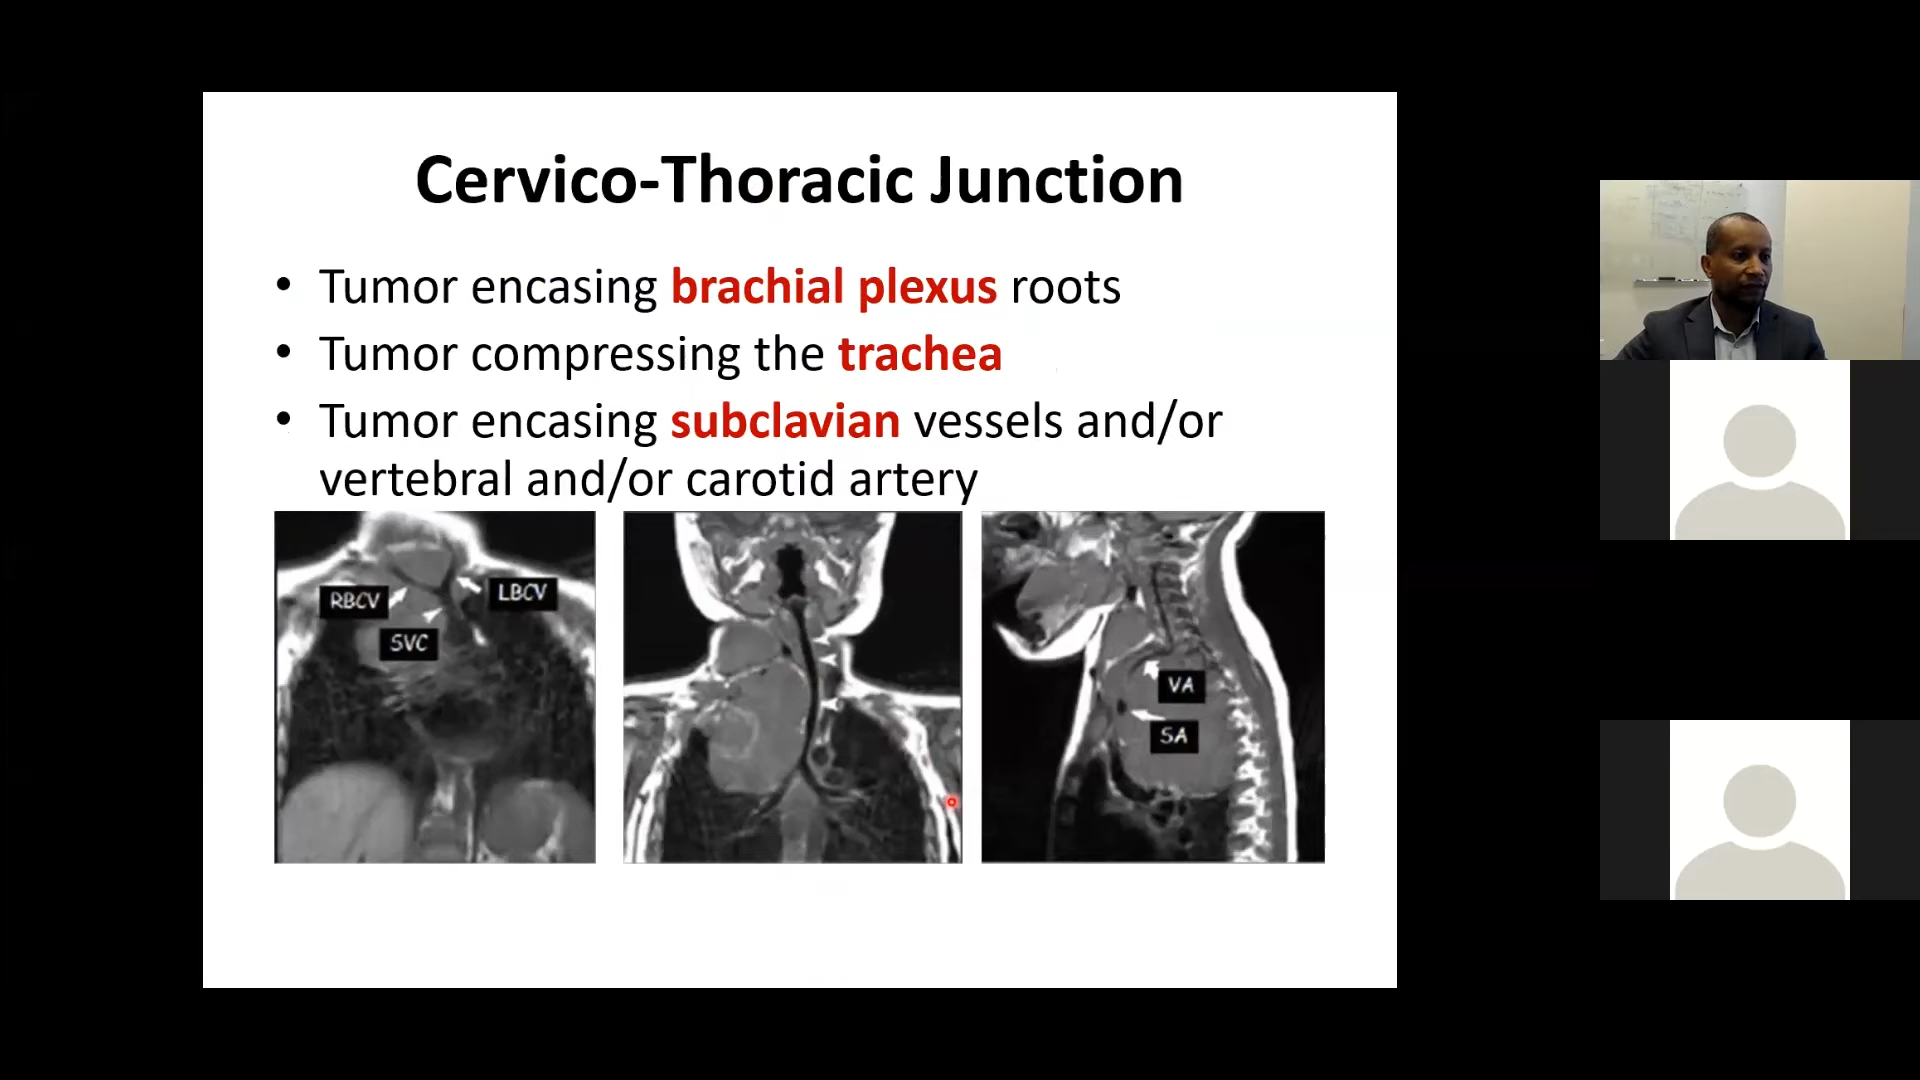 Cervico-Thoracic Junction
• Tumor encasing brachial plexus roots
• Tumor compressing the trachea
• Tumor encasing subclavian vessels and/or
vertebral and/or carotid artery
RBCV
LBCV
SVC
VA
SA